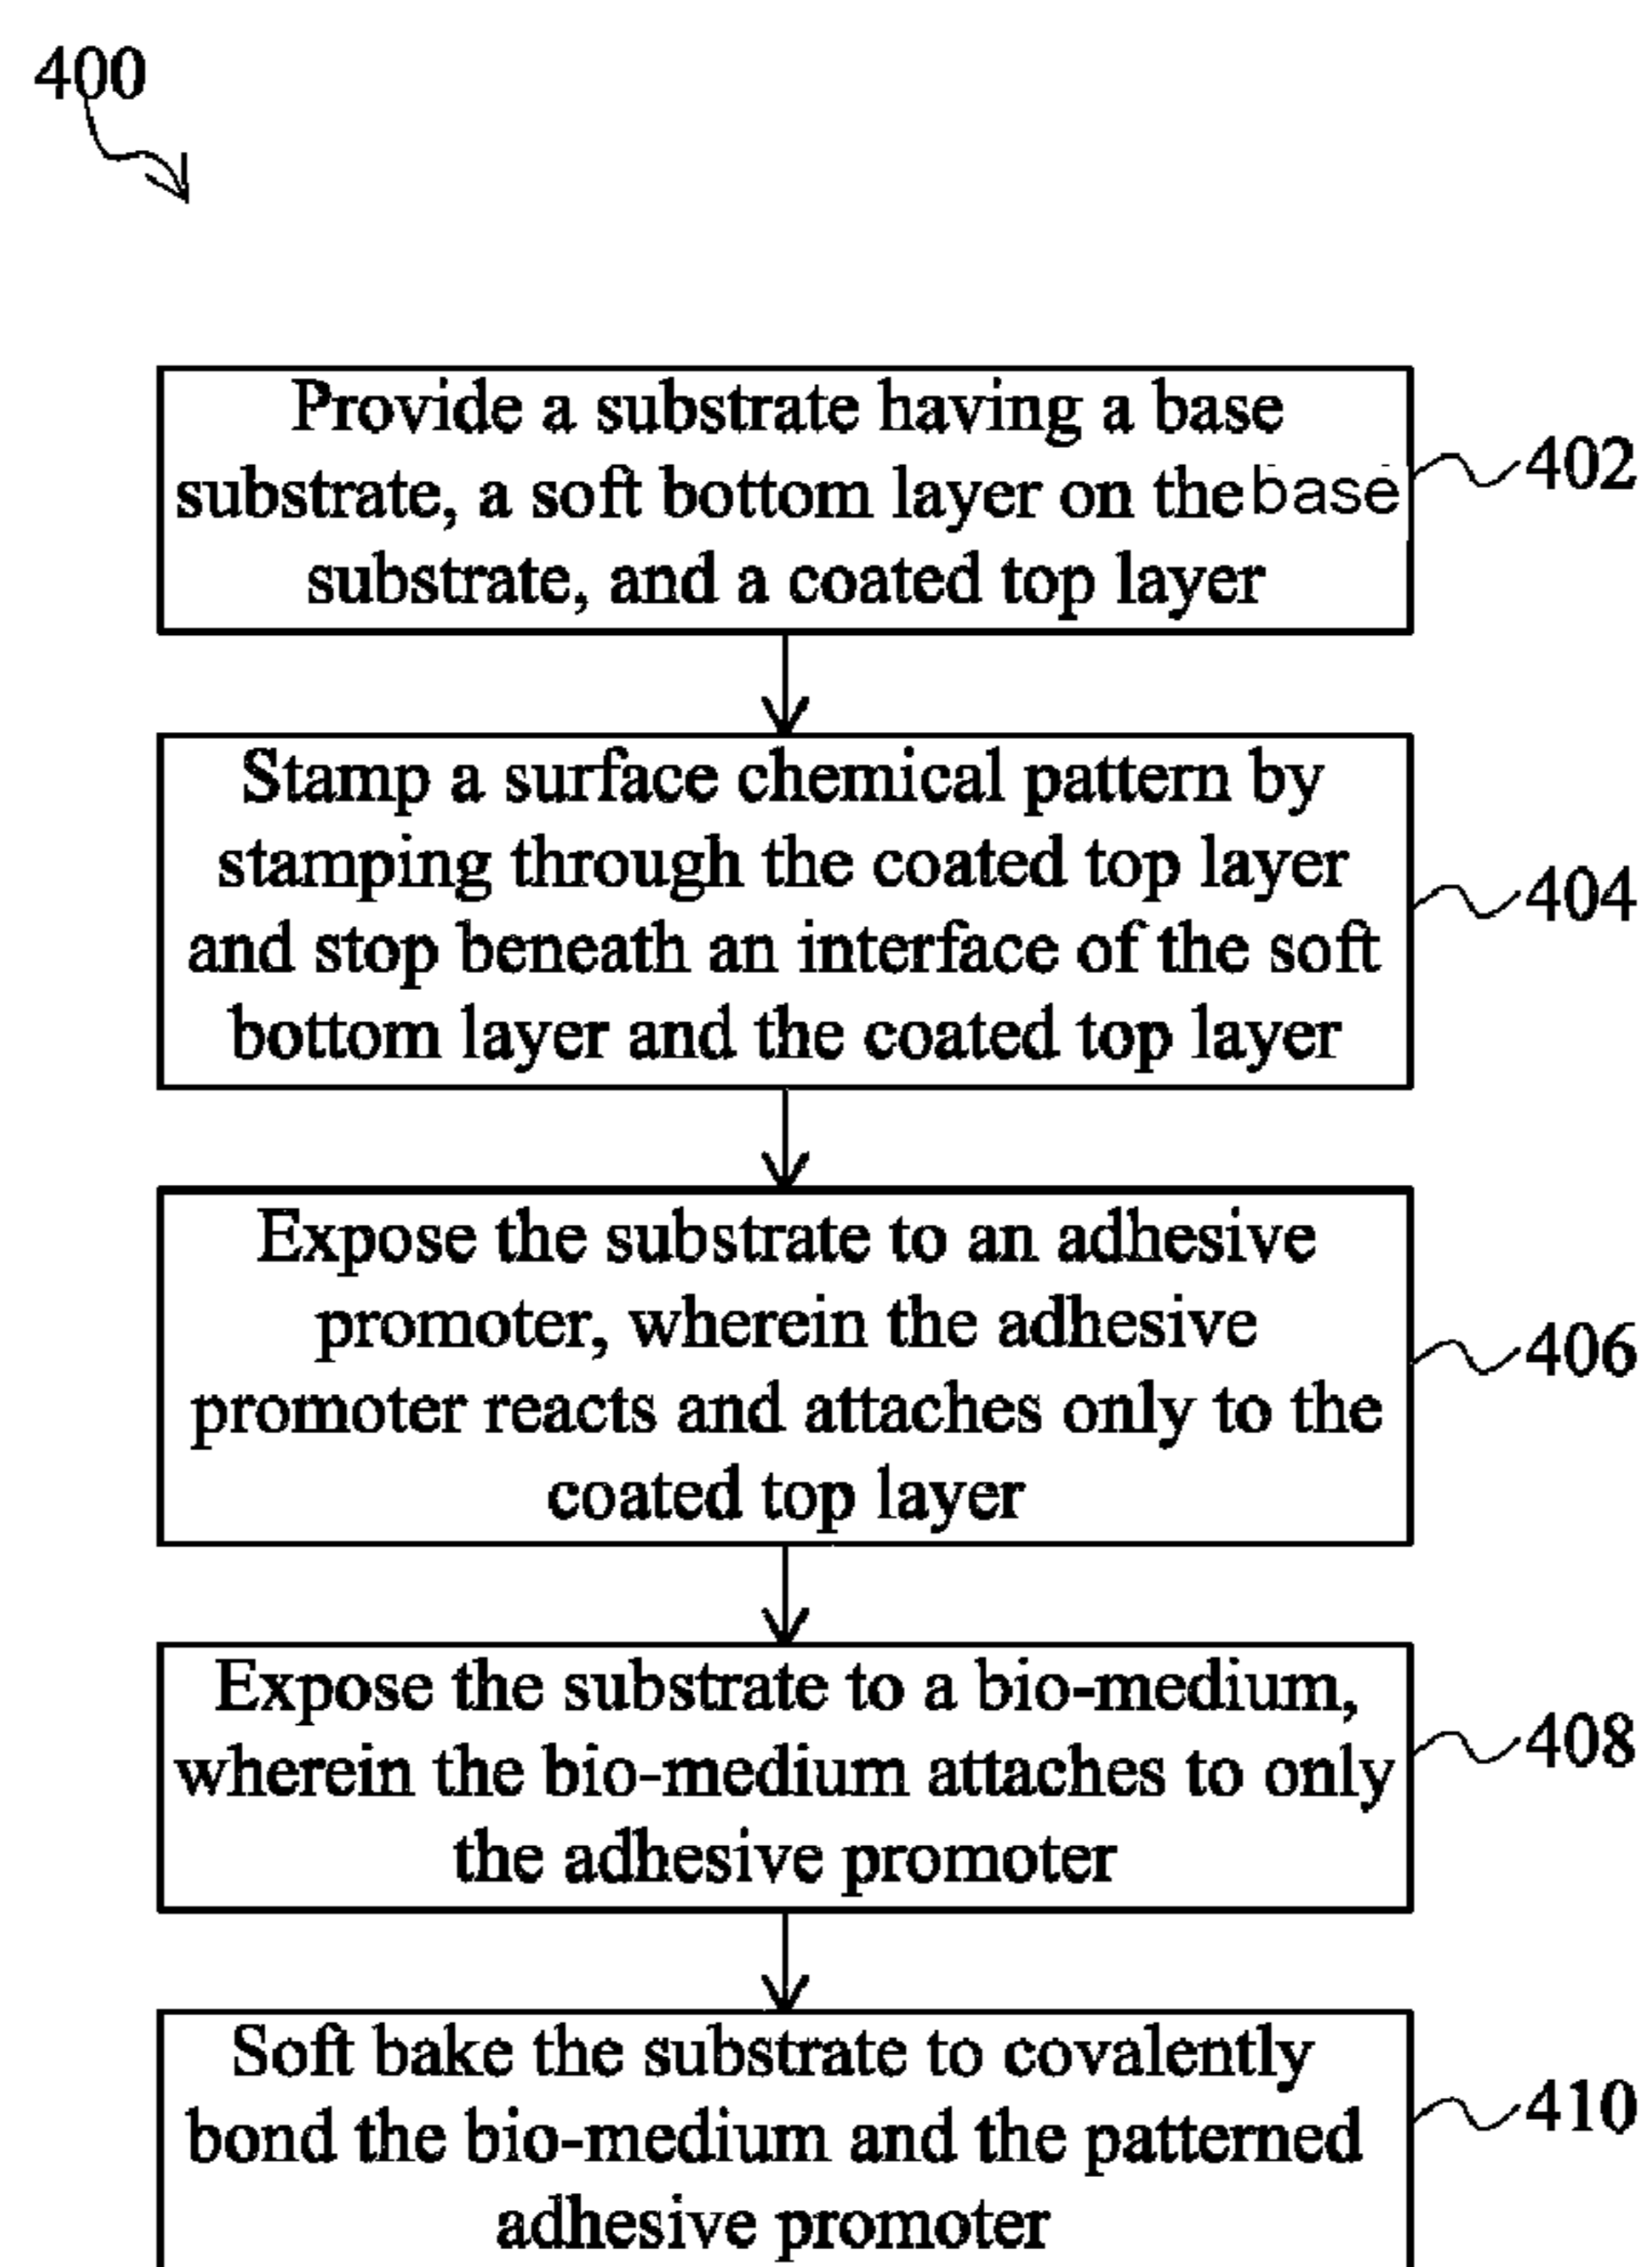 400
Provide a substrate having a base
substrate, a soft bottom layer on the base
substrate, and a coated top layer
402
Stamp a surface chemical pattern by
stamping through the coated top layer
and stop beneath an interface of the soft
bottom layer and the coated top layer
404
Expose the substrate to an adhesive
promoter, wherein the adhesive
promoter reacts and attaches only to the
coated top layer
406
Expose the substrate to a bio-medium,
wherein the bio-medium attaches to only
the adhesive promoter
408
Soft bake the substrate to covalently
bond the bio-medium and the patterned
adhesive promoter
410